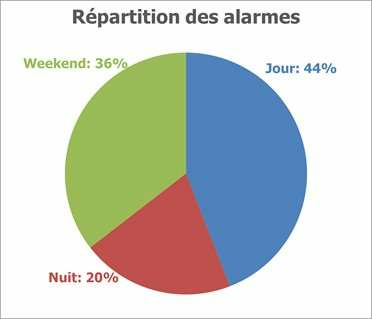 Répartition des alarmes
Weekend: 36%
Jour: 44%
Nuit: 20%